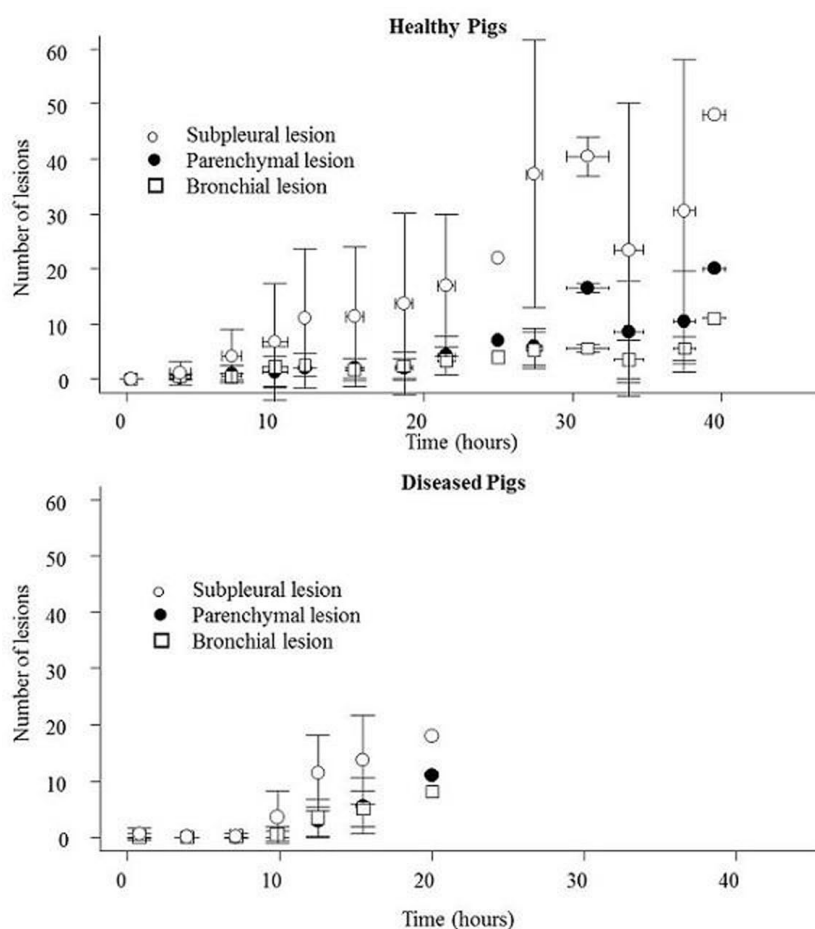 Healthy Pigs
60
50
40
30
20
10
0
Number of lesions
Subpleural lesion
Parenchymal lesion
Bronchial lesion
0 10 20 30 40
Time (hours)
Diseased Pigs
60
50
40
30
20
10
0
Number of lesions
Subpleural lesion
Parenchymal lesion
Bronchial lesion
0 10 20 30 40
Time (hours)